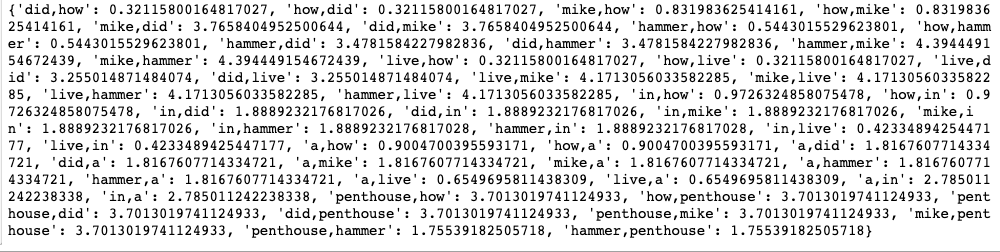 {'did,how': 0.32115800164817027, 'how,did': 0.32115800164817027, 'mike,how': 0.831983625414161, 'how,mike': 0.8319836
25414161, 'mike,did': 3.7658404952500644, 'did,mike': 3.7658404952500644, 'hammer,how': 0.5443015529623801, 'how,hamm
er': 0.5443015529623801, 'hammer,did': 3.4781584227982836, 'did,hammer': 3.4781584227982836, 'hammer,mike': 4.3944491
54672439, 'mike,hammer': 4.394449154672439, 'live,how': 0.32115800164817027, 'how,live': 0.32115800164817027, 'live,d
id': 3.255014871484074, 'did,live': 3.255014871484074, 'live,mike': 4.1713056033582285, 'mike,live': 4.17130560335822
85, 'live,hammer': 4.1713056033582285, 'hammer,live': 4.1713056033582285, 'in,how': 0.9726324858075478, 'how,in': 0.9
726324858075478, 'in,did': 1.8889232176817026, 'did,in': 1.8889232176817026, 'in,mike': 1.8889232176817026, 'mike,i
n': 1.8889232176817026, 'in,hammer': 1.8889232176817028, 'hammer,in': 1.8889232176817028, 'in,live': 0.42334894254471
77, 'live,in': 0.4233489425447177, 'a,how': 0.9004700395593171, 'how,a': 0.9004700395593171, 'a,did': 1.8167607714334
721, 'did,a': 1.8167607714334721, 'a,mike': 1.8167607714334721, 'mike,a': 1.8167607714334721, 'a,hammer': 1.816760771
4334721, 'hammer,a': 1.8167607714334721, 'a,live': 0.6549695811438309, 'live,a': 0.6549695811438309, 'a,in': 2.785011
242238338, 'in,a': 2.785011242238338, 'penthouse,how': 3.7013019741124933, 'how,penthouse': 3.7013019741124933, 'pent
house,did': 3.7013019741124933, 'did,penthouse': 3.7013019741124933, 'penthouse,mike': 3.7013019741124933, 'mike,pent
house': 3.7013019741124933, 'penthouse,hammer': 1.75539182505718, 'hammer,penthouse': 1.75539182505718}